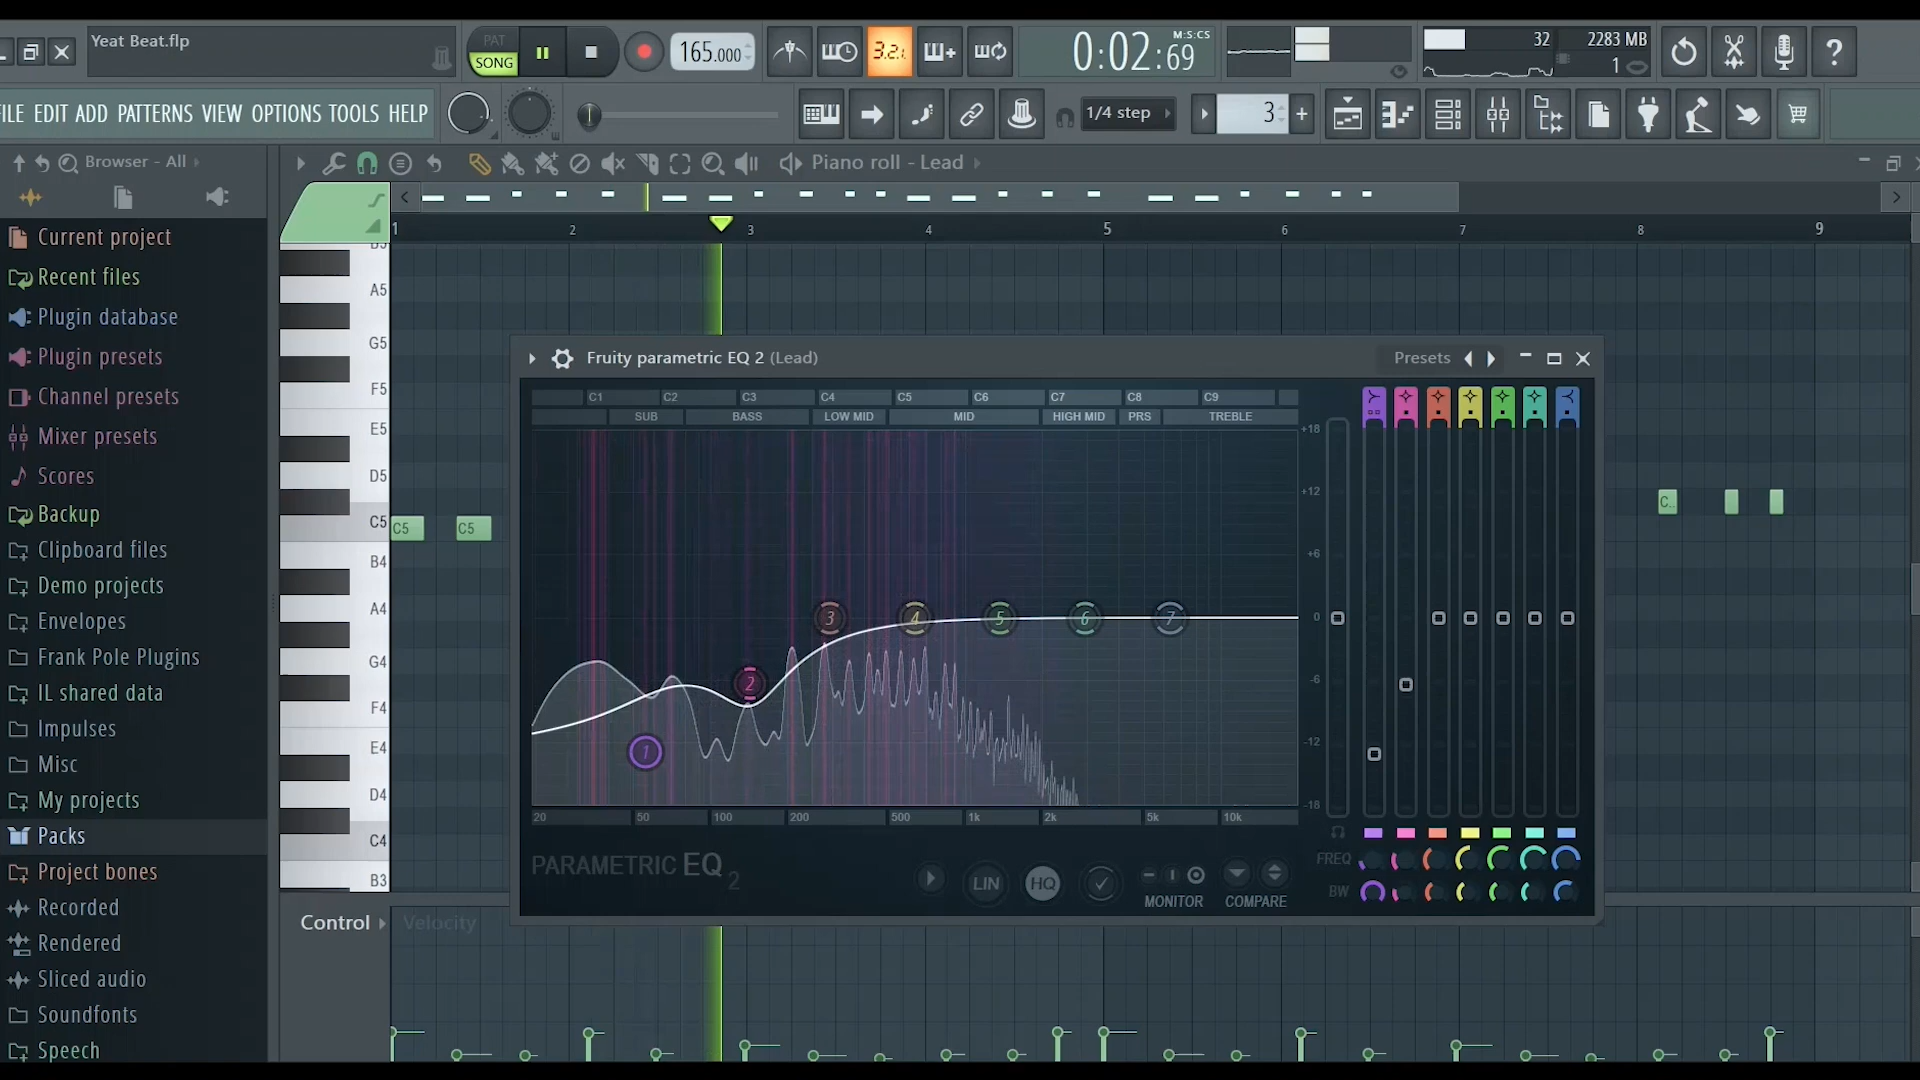 Yeat Beat.flp
PAT
SONG
165.000
3.2.
0:02:69
M:S:CS
32
2283 MB
1
FILE EDIT ADD PATTERNS VIEW OPTIONS TOOLS HELP
1/4 step
3
Browser - All
Piano roll - Lead
1 2 3 4 5 6 7 8 9
Current project
Recent files
Plugin database
Plugin presets
Channel presets
Mixer presets
Scores
Backup
Clipboard files
Demo projects
Envelopes
Frank Pole Plugins
IL shared data
Impulses
Misc
My projects
Packs
Project bones
Recorded
Rendered
Sliced audio
Soundfonts
Speech
B5
A5
G5
F5
E5
D5
C5
B4
A4
G4
F4
E4
D4
C4
B3
C5 C5
C..
Fruity parametric EQ 2 (Lead)
Presets
C1 C2 C3 C4 C5 C6 C7 C8 C9
SUB BASS LOW MID MID HIGH MID PRS TREBLE
+18
+12
+6
0
-6
-12
-18
1 2 3 4 5 6 7
20 50 100 200 500 1k 2k 5k 10k
PARAMETRIC EQ 2
LIN
HQ
MONITOR
COMPARE
FREQ
BW
Control
Velocity